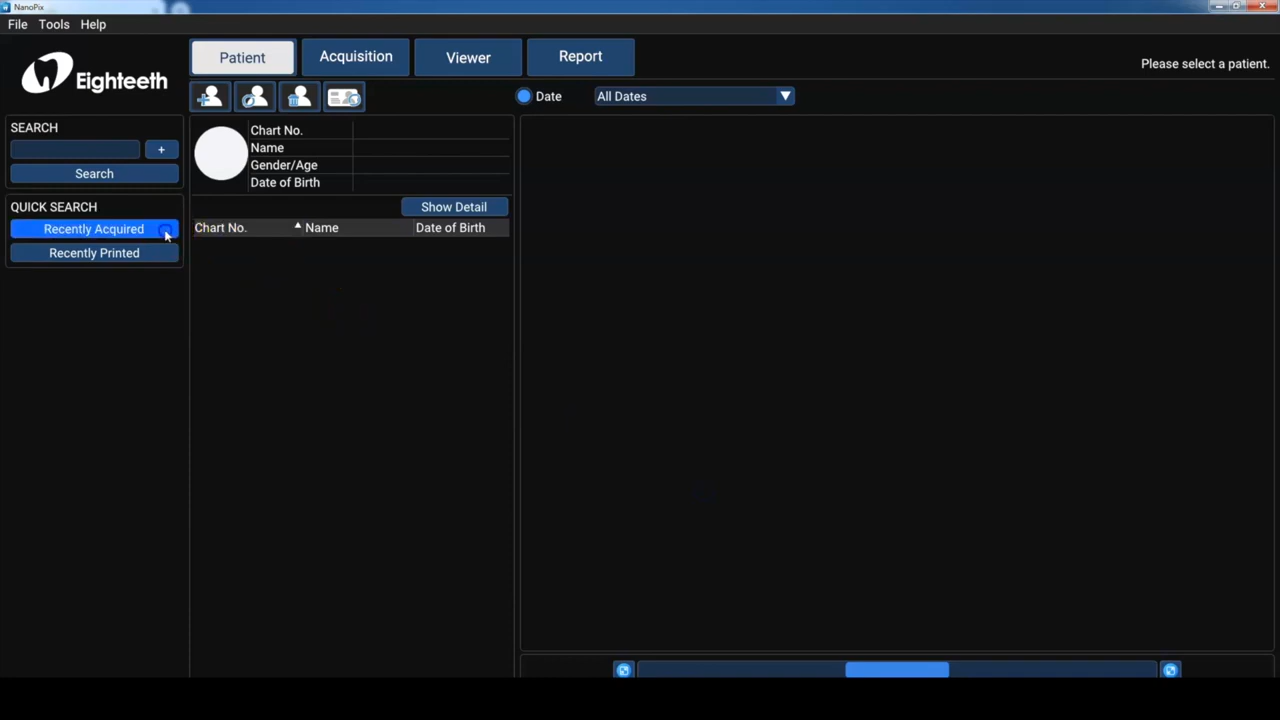 NanoPix
File Tools Help
Eighteeth
Patient Acquisition Viewer Report
Please select a patient.
Date All Dates
SEARCH
+
Search
QUICK SEARCH
Recently Acquired
Recently Printed
Chart No.
Name
Gender/Age
Date of Birth
Show Detail
Chart No. Name Date of Birth